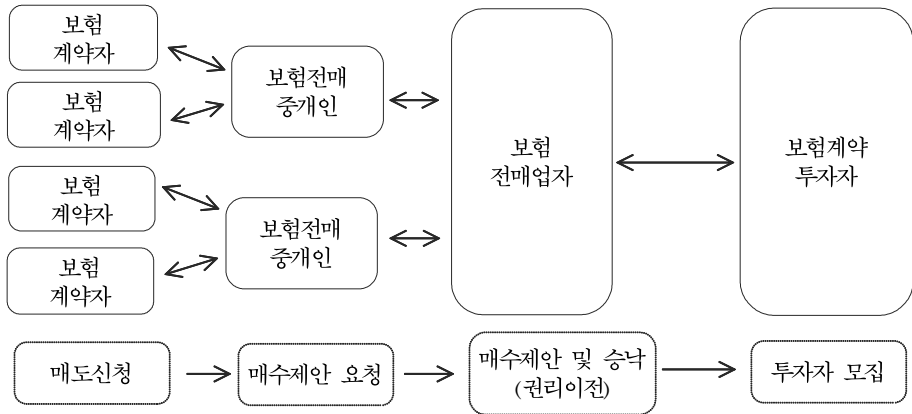 보험
계약자
보험
계약자
보험전매
중개인
보험
계약자
보험
계약자
보험전매
중개인
보험
전매업자
보험계약
투자자
매도신청
매수제안 요청
매수제안 및 승낙
(권리이전)
투자자 모집